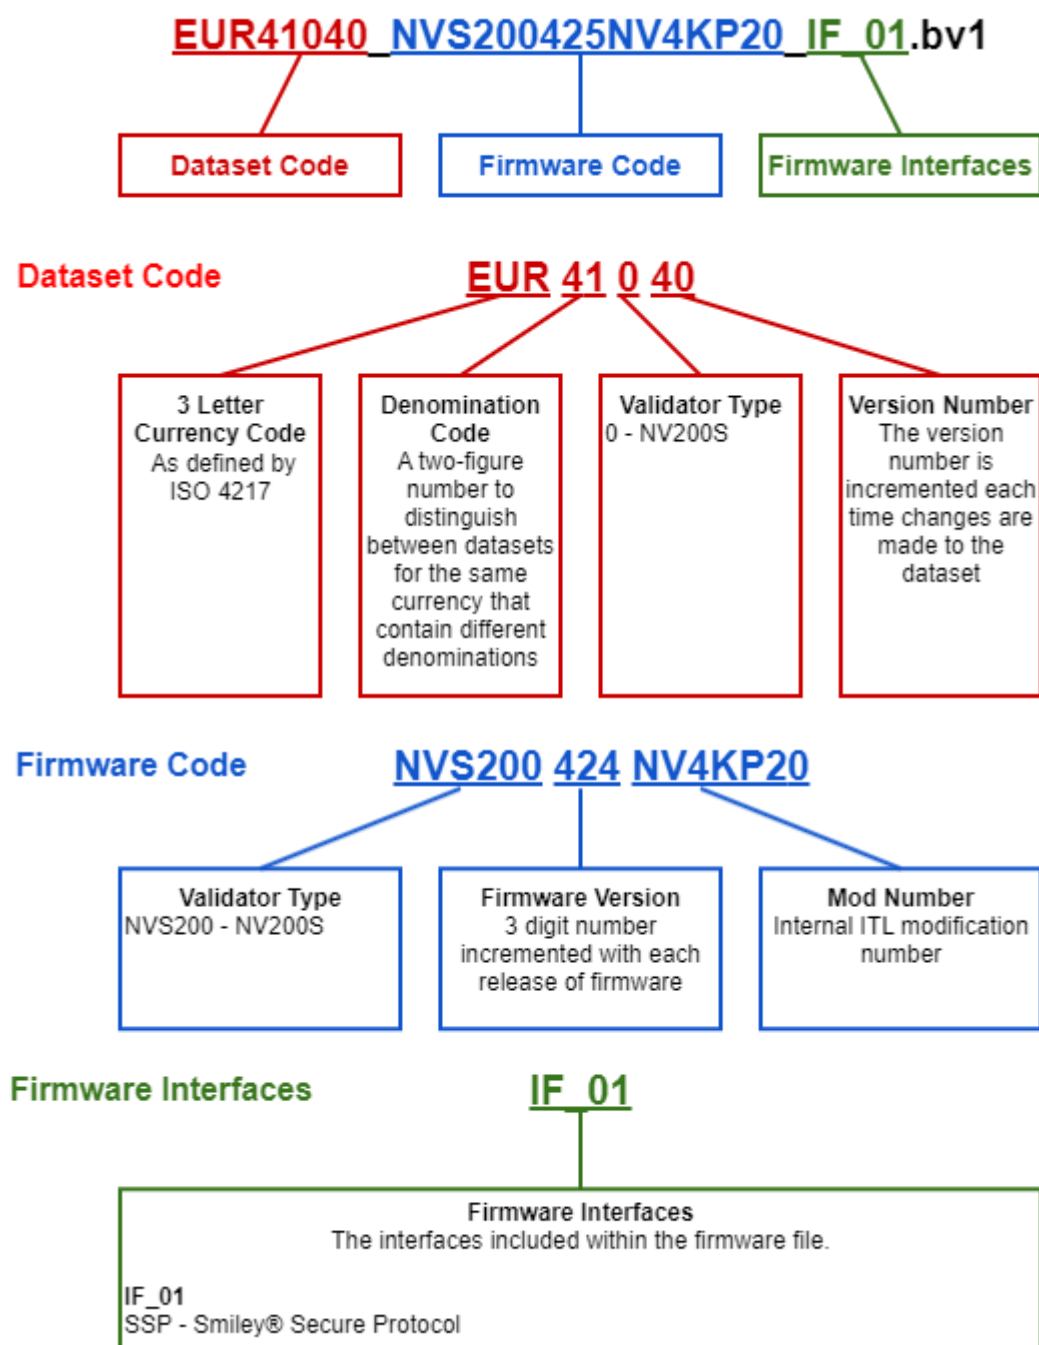 EUR41040_NVS200425NV4KP20_IF_01.bv1
Dataset Code
Firmware Code
Firmware Interfaces
Dataset Code
EUR 41 0 40
3 Letter
Currency Code
As defined by
ISO 4217
Denomination
Code
A two-figure
number to
distinguish
between datasets
for the same
currency that
contain different
denominations
Validator Type
0 - NV200S
Version Number
The version
number is
incremented each
time changes are
made to the
dataset
Firmware Code
NVS200 424 NV4KP20
Validator Type
NVS200 - NV200S
Firmware Version
3 digit number
incremented with each
release of firmware
Mod Number
Internal ITL modification
number
Firmware Interfaces
IF_01
Firmware Interfaces
The interfaces included within the firmware file.
IF_01
SSP - Smiley® Secure Protocol